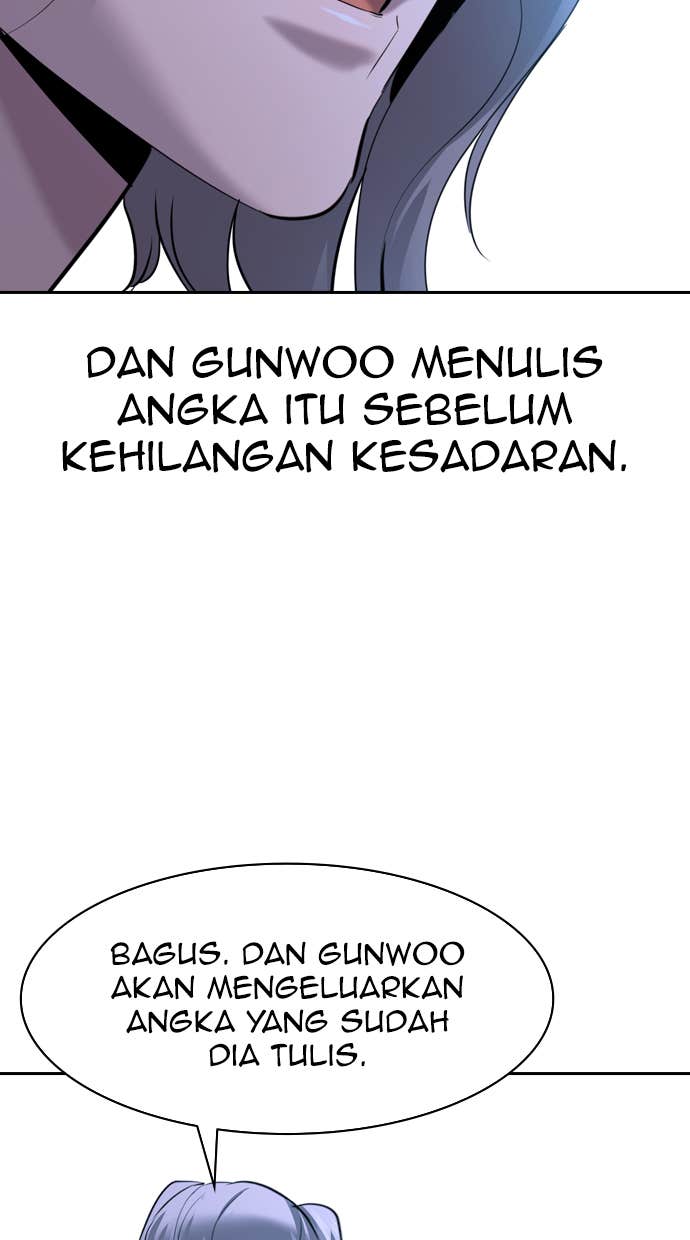 DAN GUNWOO MENULIS
ANGKA ITU SEBELUM
KEHILANGAN KESADARAN.
BAGUS. DAN GUNWOO
AKAN MENGELUARKAN
ANGKA YANG SUDAH
DIA TULIS.